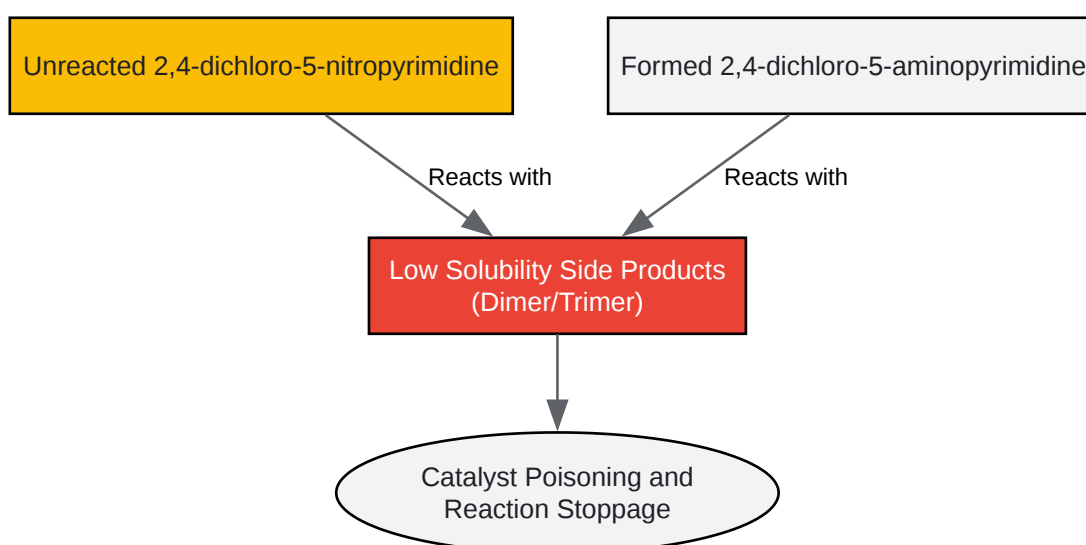 Unreacted 2,4-dichloro-5-nitropyrimidine
Formed 2,4-dichloro-5-aminopyrimidine
Reacts with
Reacts with
Low Solubility Side Products
(Dimer/Trimer)
Catalyst Poisoning and
Reaction Stoppage